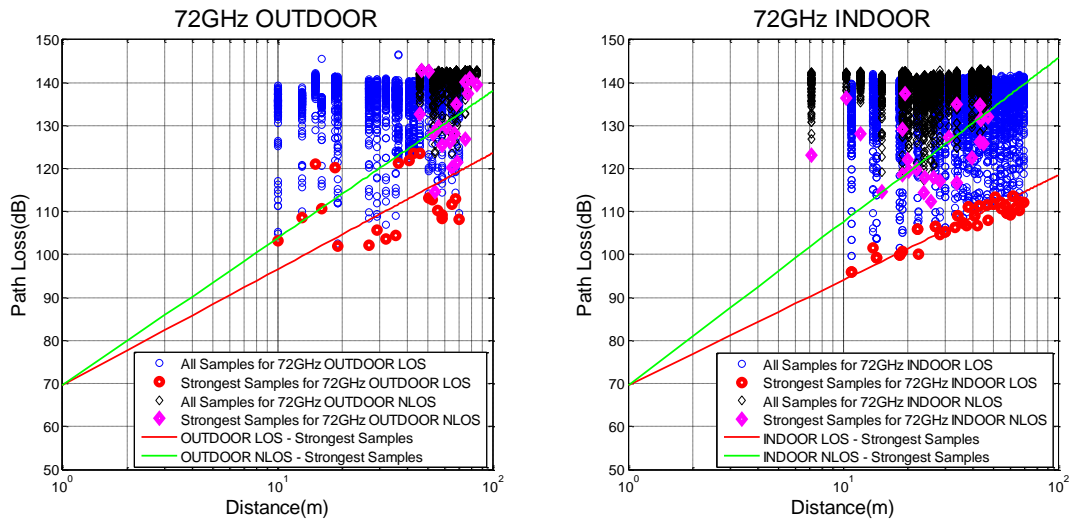 72GHz OUTDOOR
150
140
130
120
110
100
90
80
70
60
50
Path Loss(dB)
All Samples for 72GHz OUTDOOR LOS
Strongest Samples for 72GHz OUTDOOR LOS
All Samples for 72GHz OUTDOOR NLOS
Strongest Samples for 72GHz OUTDOOR NLOS
OUTDOOR LOS - Strongest Samples
OUTDOOR NLOS - Strongest Samples
10^0 10^1 10^2
Distance(m)
72GHz INDOOR
150
140
130
120
110
100
90
80
70
60
50
Path Loss(dB)
All Samples for 72GHz INDOOR LOS
Strongest Samples for 72GHz INDOOR LOS
All Samples for 72GHz INDOOR NLOS
Strongest Samples for 72GHz INDOOR NLOS
INDOOR LOS - Strongest Samples
INDOOR NLOS - Strongest Samples
10^0 10^1 10^2
Distance(m)